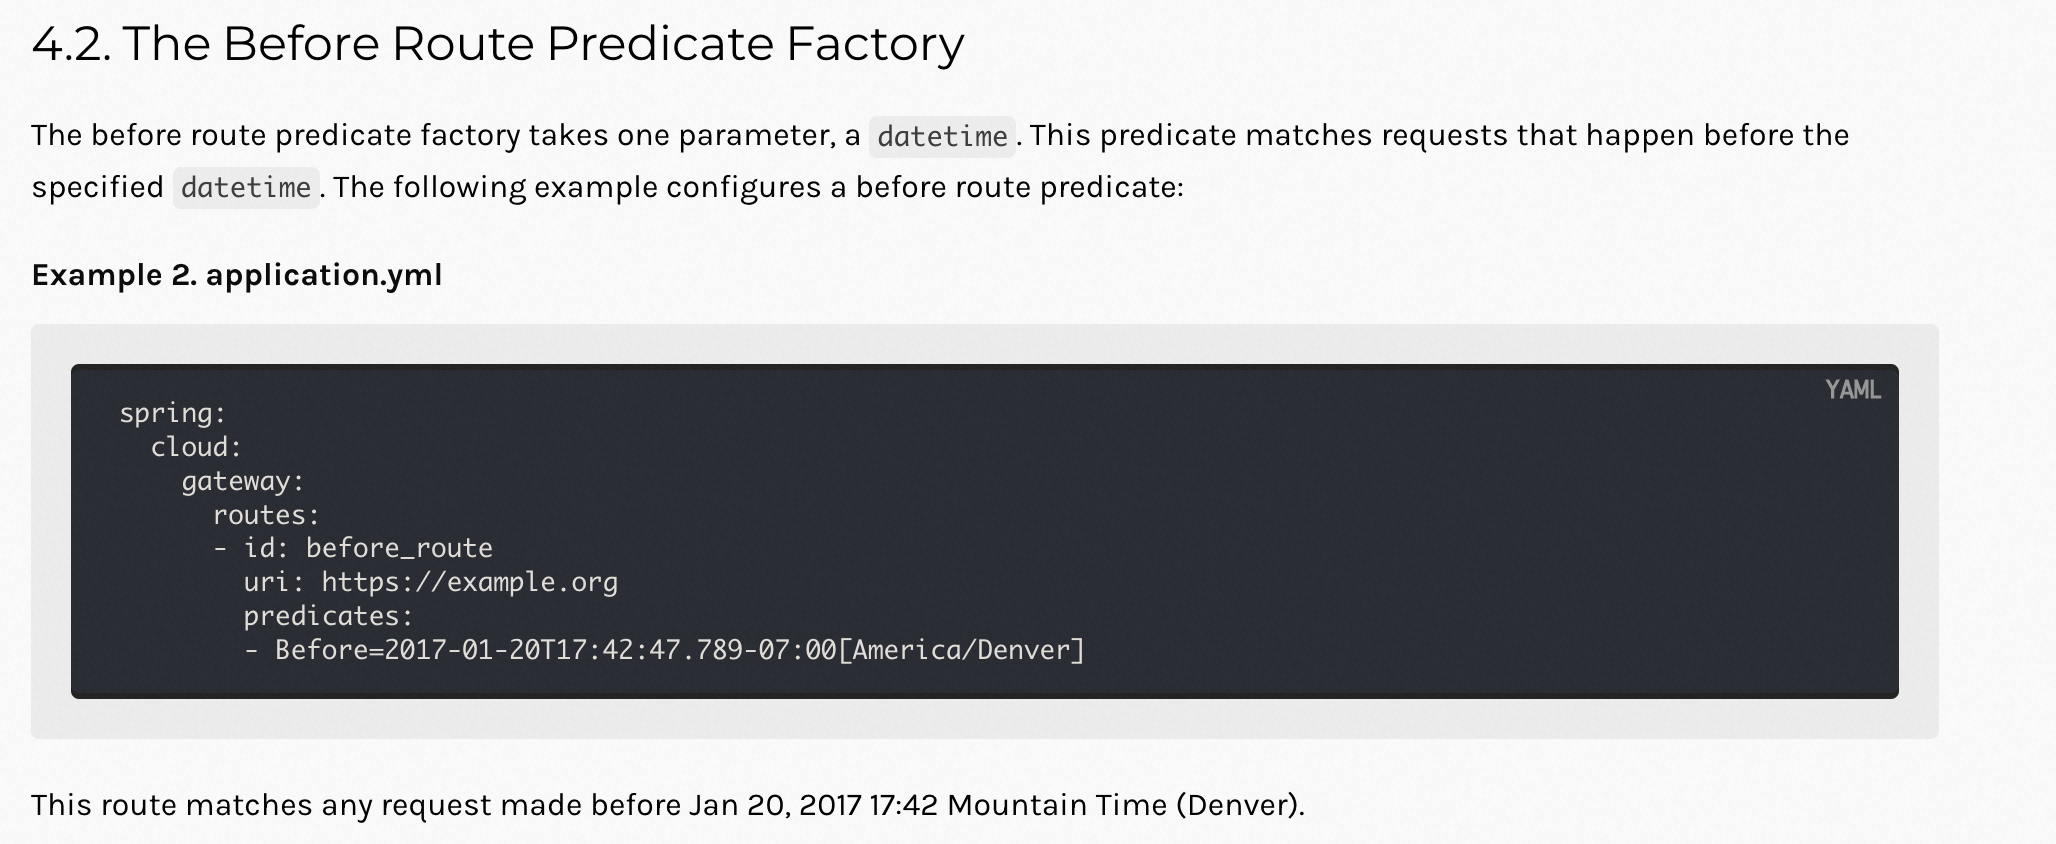 4.2. The Before Route Predicate Factory
The before route predicate factory takes one parameter, a datetime. This predicate matches requests that happen before the
specified datetime. The following example configures a before route predicate:
Example 2. application.yml
YAML
spring:
  cloud:
    gateway:
      routes:
      - id: before_route
        uri: https://example.org
        predicates:
        - Before=2017-01-20T17:42:47.789-07:00[America/Denver]
This route matches any request made before Jan 20, 2017 17:42 Mountain Time (Denver).